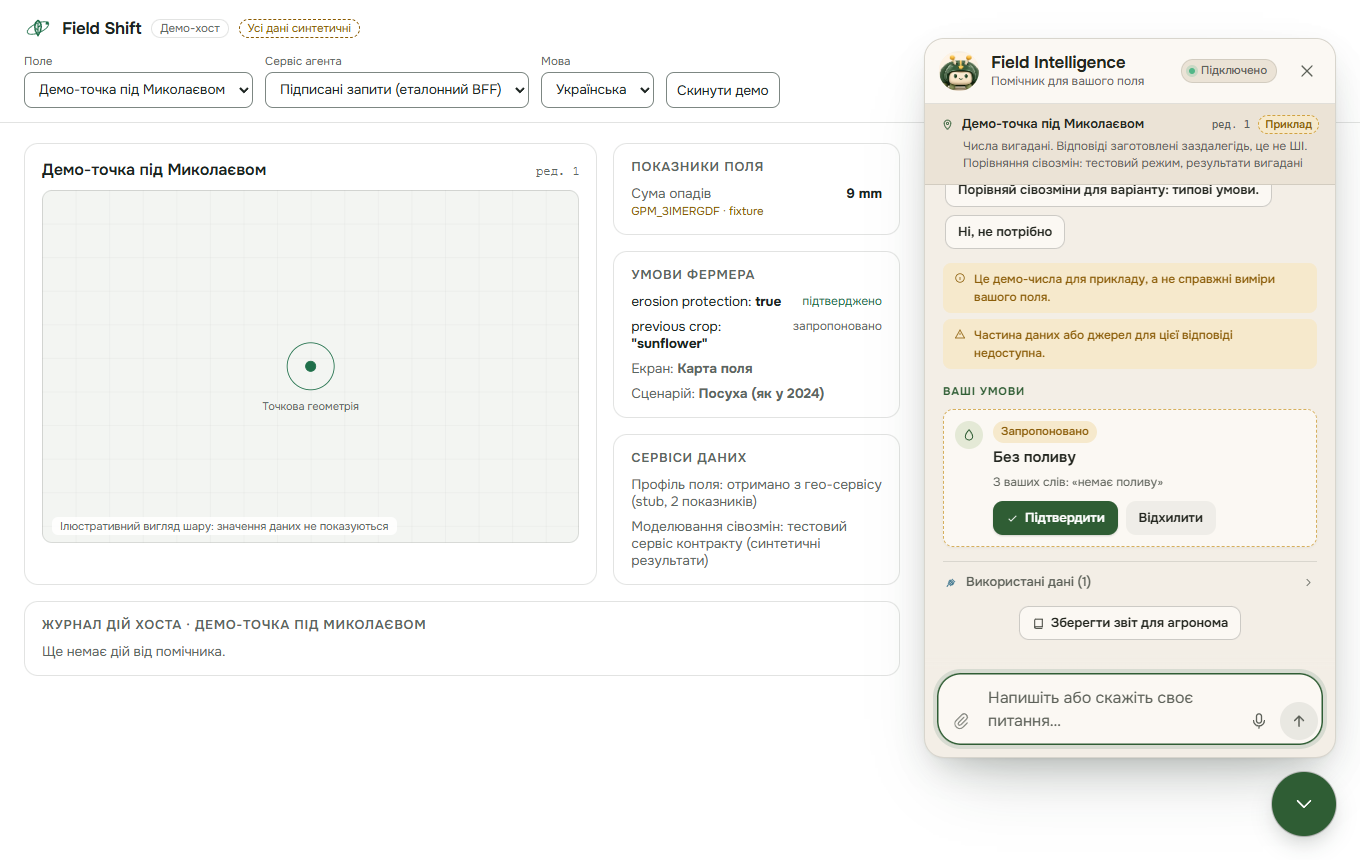 Field Shift
Демо-хост
Усі дані синтетичні
Поле
Сервіс агента
Мова
Демо-точка під Миколаєвом
Підписані запити (еталонний BFF)
Українська
Скинути демо
Демо-точка під Миколаєвом
ред. 1
Точкова геометрія
Ілюстративний вигляд шару: значення даних не показуються
ПОКАЗНИКИ ПОЛЯ
Сума опадів
9 mm
GPM_3IMERGDF · fixture
УМОВИ ФЕРМЕРА
erosion protection: true
підтверджено
previous crop:
запропоновано
"sunflower"
Екран: Карта поля
Сценарій: Посуха (як у 2024)
СЕРВІСИ ДАНИХ
Профіль поля: отримано з гео-сервісу
(stub, 2 показників)
Моделювання сівозмін: тестовий
сервіс контракту (синтетичні
результати)
ЖУРНАЛ ДІЙ ХОСТА · ДЕМО-ТОЧКА ПІД МИКОЛАЄВОМ
Ще немає дій від помічника.
Field Intelligence
Помічник для вашого поля
Підключено
Демо-точка під Миколаєвом
ред. 1
Приклад
Числа вигадані. Відповіді заготовлені заздалегідь, це не ШІ.
Порівняння сівозмін: тестовий режим, результати вигадані
Порівняй сівозміни для варіанту: типові умови.
Ні, не потрібно
Це демо-числа для прикладу, а не справжні виміри
вашого поля.
Частина даних або джерел для цієї відповіді
недоступна.
ВАШІ УМОВИ
Запропоновано
Без поливу
З ваших слів: «немає поливу»
Підтвердити
Відхилити
Використані дані (1)
Зберегти звіт для агронома
Напишіть або скажіть своє
питання...